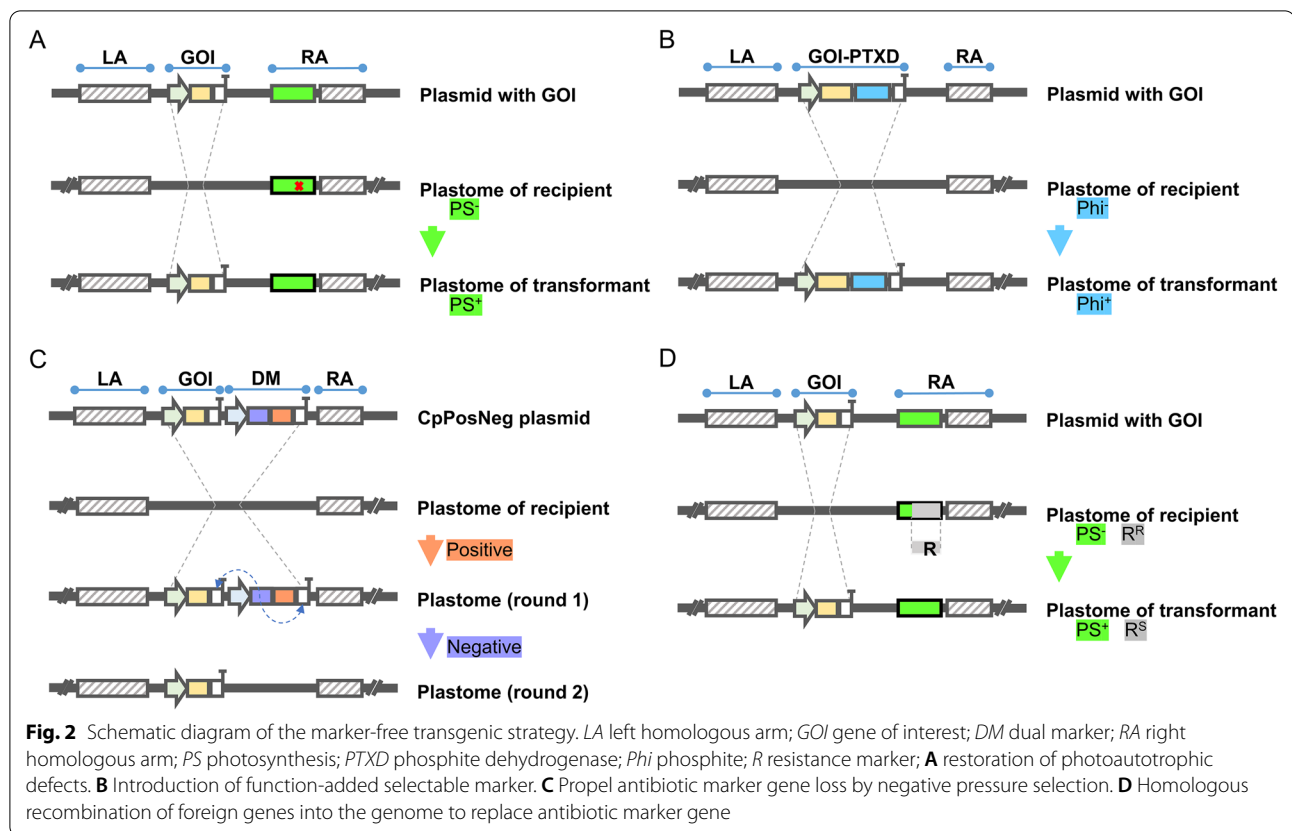 A
LA GOI RA
Plasmid with GOI
Plastome of recipient
PS⁻
Plastome of transformant
PS⁺
B
LA GOI-PTXD RA
Plasmid with GOI
Plastome of recipient
Phi⁻
Plastome of transformant
Phi⁺
C
LA GOI DM RA
CpPosNeg plasmid
Plastome of recipient
Positive
Plastome (round 1)
Negative
Plastome (round 2)
D
LA GOI RA
Plasmid with GOI
Plastome of recipient
R
PS⁻ Rᴿ
Plastome of transformant
PS⁺ Rˢ
Fig. 2 Schematic diagram of the marker-free transgenic strategy. LA left homologous arm; GOI gene of interest; DM dual marker; RA right
homologous arm; PS photosynthesis; PTXD phosphite dehydrogenase; Phi phosphite; R resistance marker; A restoration of photoautotrophic
defects. B Introduction of function-added selectable marker. C Propel antibiotic marker gene loss by negative pressure selection. D Homologous
recombination of foreign genes into the genome to replace antibiotic marker gene